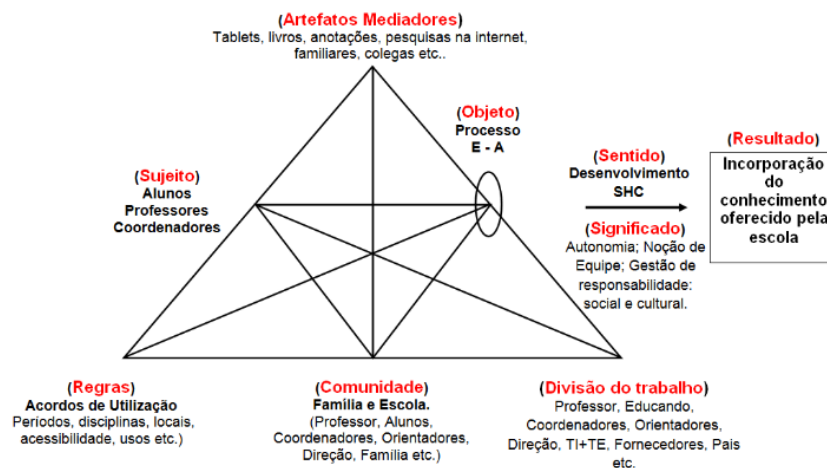 (Artefatos Mediadores)
Tablets, livros, anotações, pesquisas na internet,
familiares, colegas etc..
(Objeto)
Processo
E - A
(Sujeito)
Alunos
Professores
Coordenadores
(Sentido)
Desenvolvimento
SHC
(Significado)
Autonomia; Noção de
Equipe; Gestão de
responsabilidade:
social e cultural.
(Resultado)
Incorporação
do
conhecimento
oferecido pela
escola
(Regras)
Acordos de Utilização
Períodos, disciplinas, locais,
acessibilidade, usos etc.)
(Comunidade)
Família e Escola.
(Professor, Alunos,
Coordenadores, Orientadores,
Direção, Família etc.)
(Divisão do trabalho)
Professor, Educando,
Coordenadores, Orientadores,
Direção, TI+TE, Fornecedores, Pais
etc.